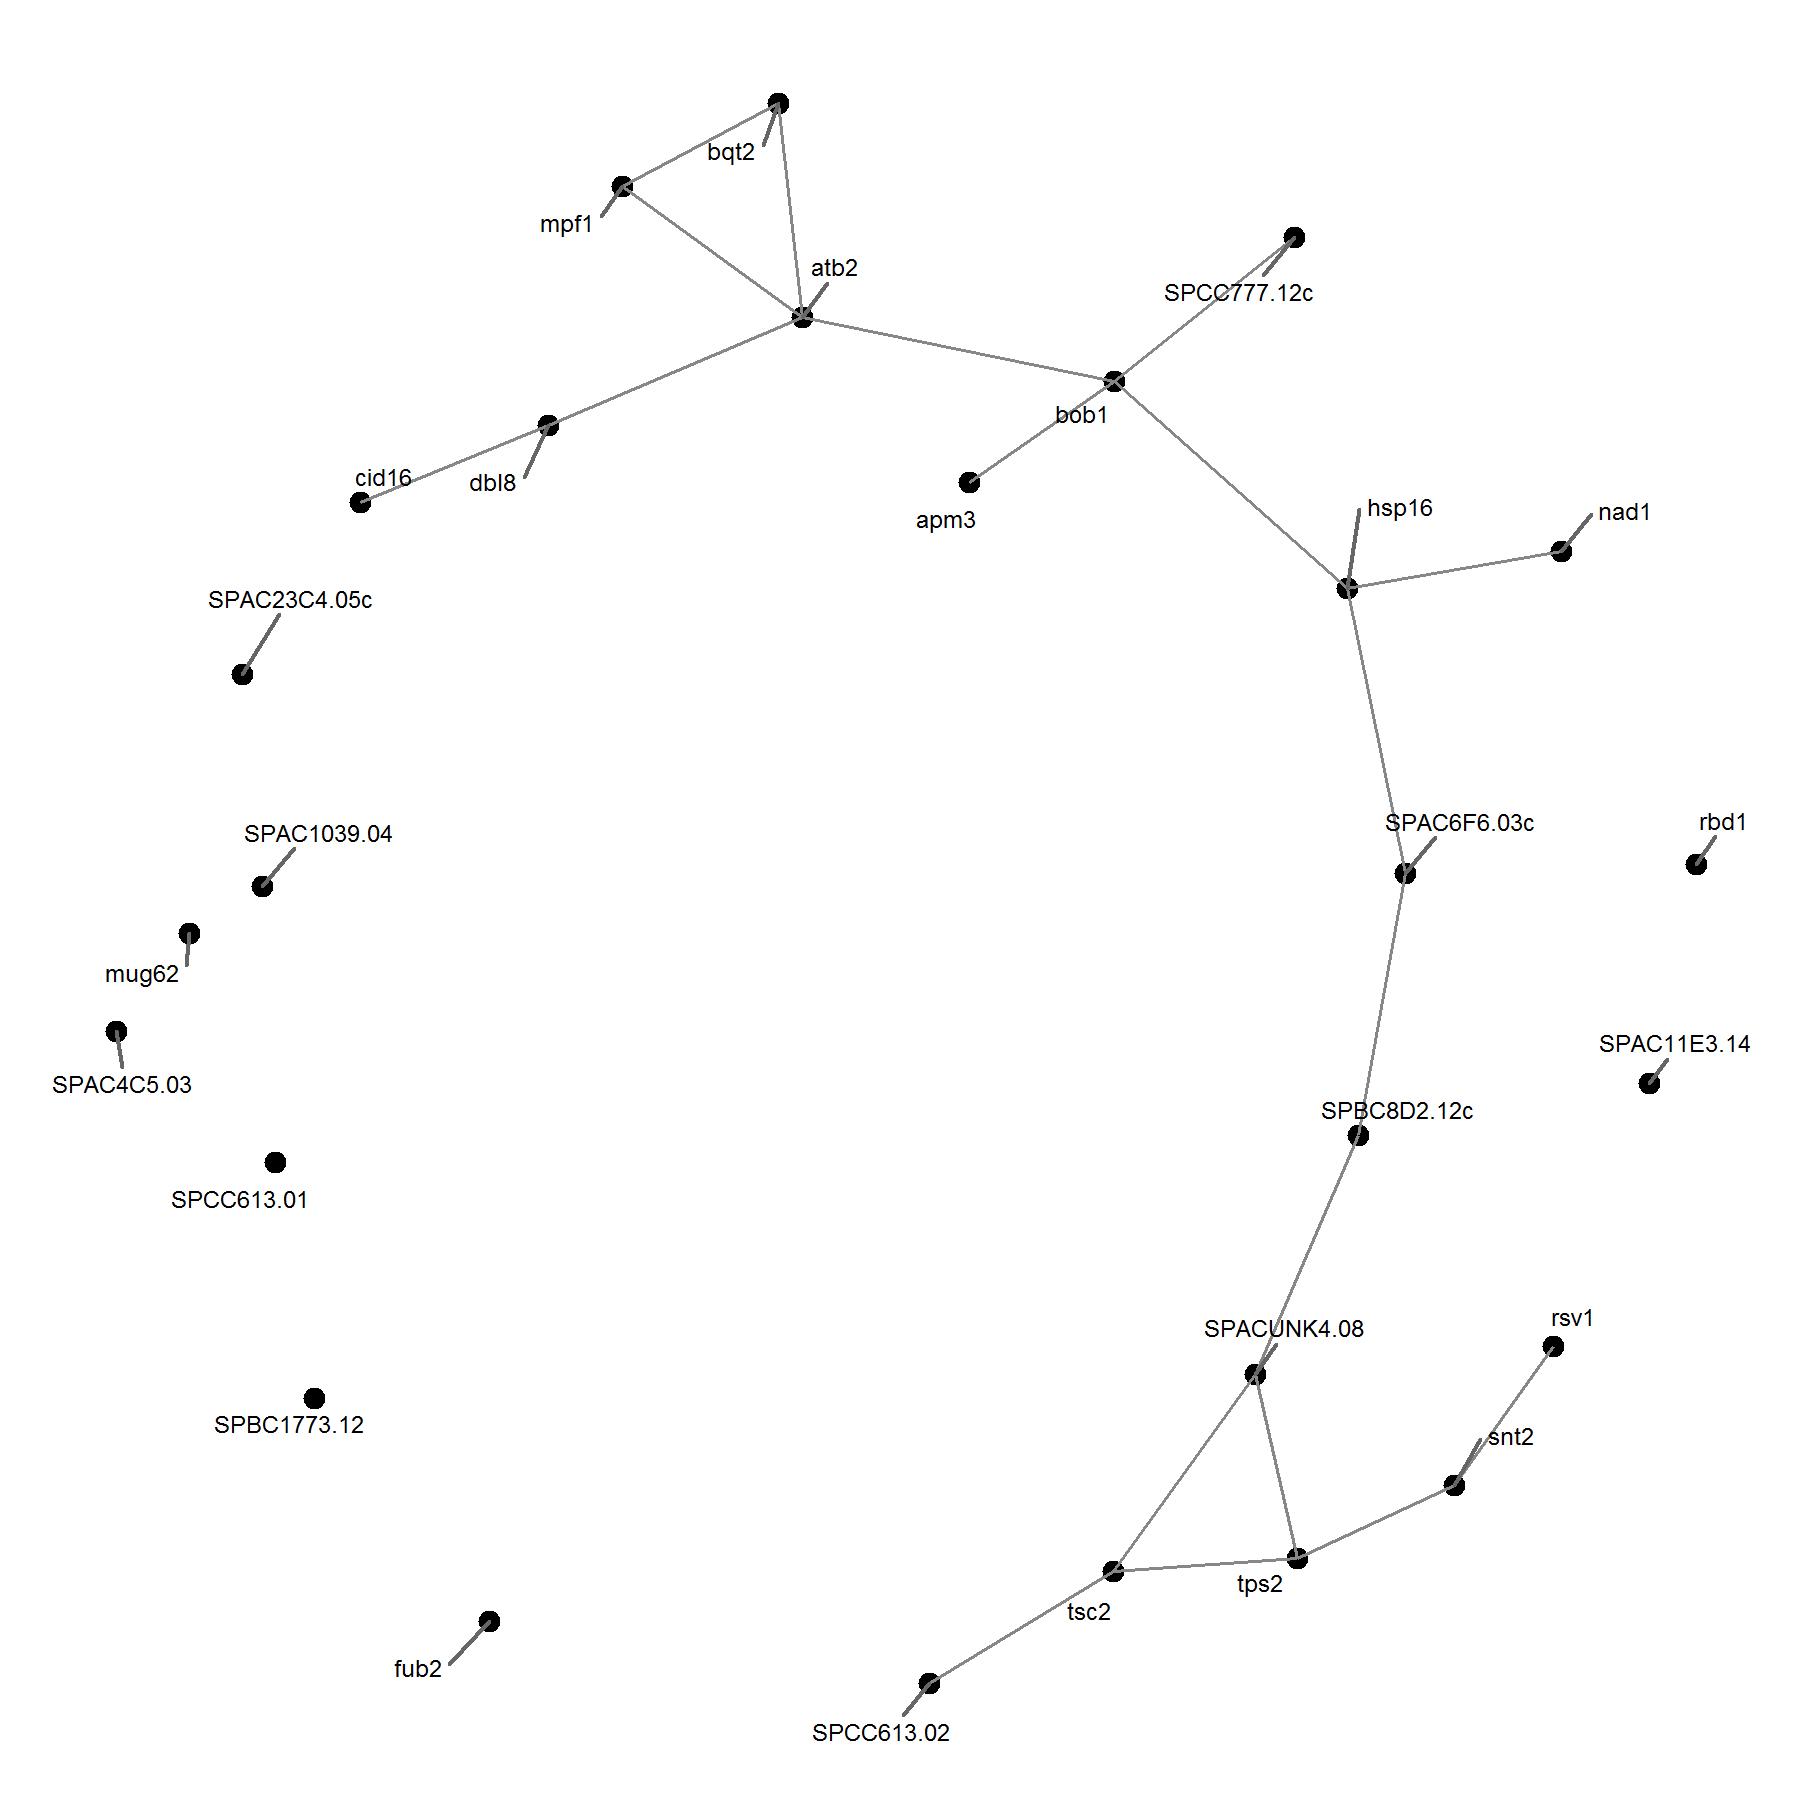 bqt2
mpf1
atb2
SPCC777.12c
bob1
cid16
dbl8
apm3
hsp16
nad1
SPAC23C4.05c
SPAC6F6.03c
rbd1
SPAC1039.04
mug62
SPAC11E3.14
SPAC4C5.03
SPBC8D2.12c
SPCC613.01
rsv1
SPACUNK4.08
SPBC1773.12
snt2
tps2
tsc2
fub2
SPCC613.02